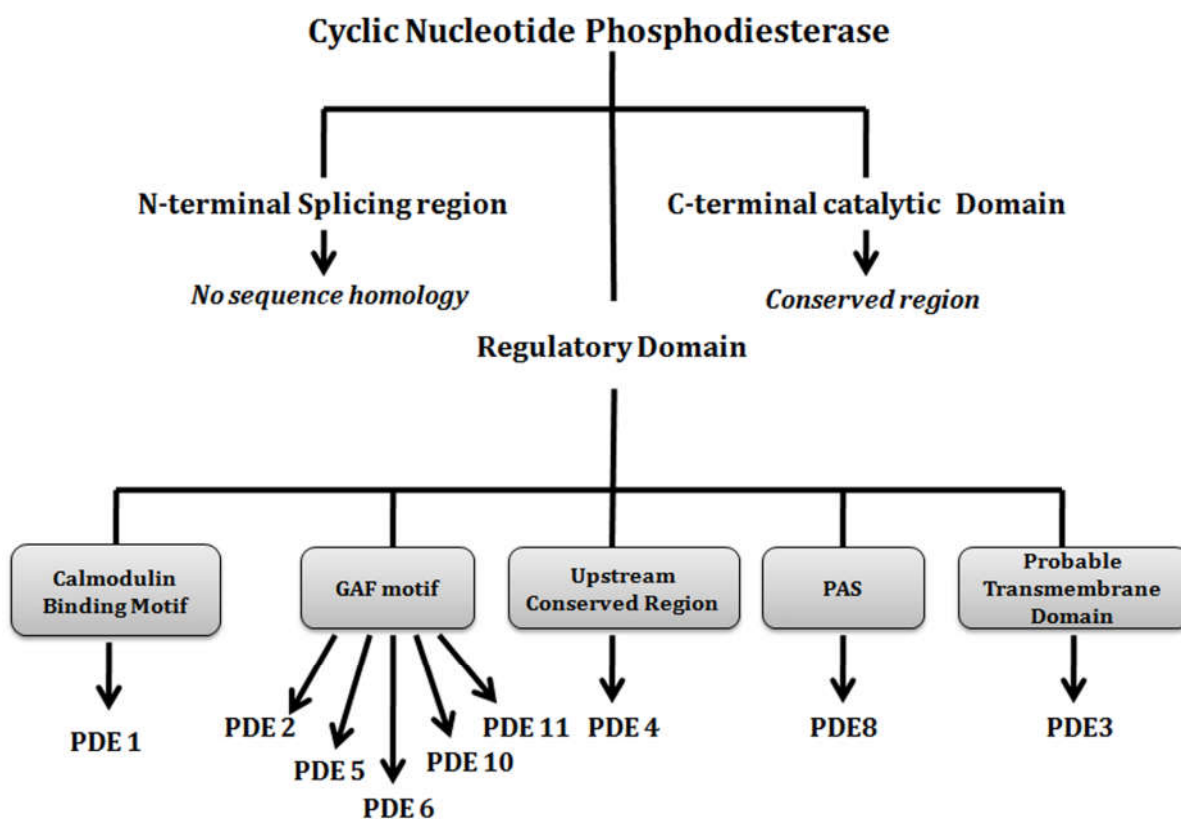 Cyclic Nucleotide Phosphodiesterase
N-terminal Splicing region
C-terminal catalytic Domain
No sequence homology
Conserved region
Regulatory Domain
Calmodulin
Binding Motif
GAF motif
Upstream
Conserved Region
PAS
Probable
Transmembrane
Domain
PDE 1
PDE 2
PDE 5
PDE 6
PDE 10
PDE 11
PDE 4
PDE8
PDE3